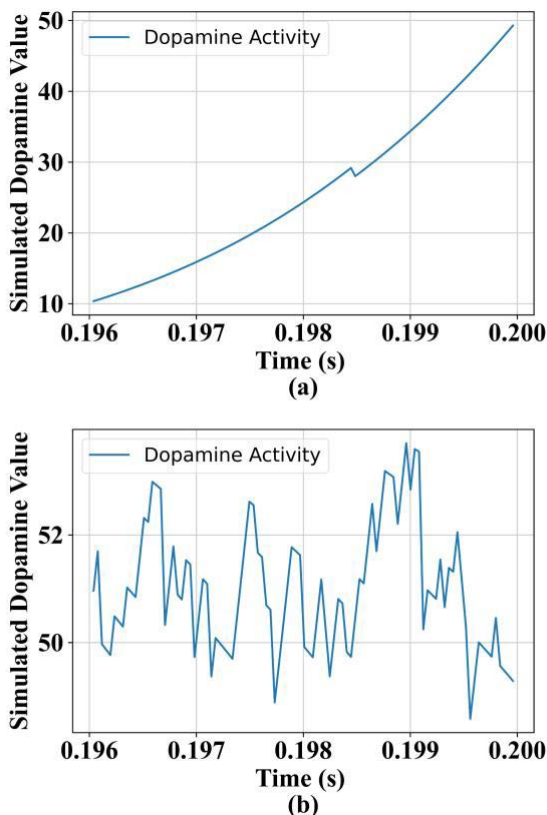 50
Dopamine Activity
40
30
20
10
Simulated Dopamine Value
0.196 0.197 0.198 0.199 0.200
Time (s)
(a)
Dopamine Activity
52
50
Simulated Dopamine Value
0.196 0.197 0.198 0.199 0.200
Time (s)
(b)